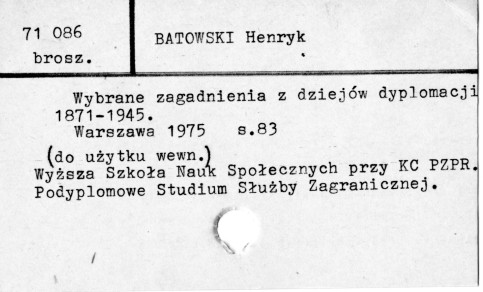 71 086
brosz.
BATOWSKI Henryk
Wybrane zagadnienia z dziejów dyplomacji
1871-1945.
Warszawa 1975 s.83
(do użytku wewn.)
Wyższa Szkoła Nauk Społecznych przy KC PZPR.
Podyplomowe Studium Służby Zagranicznej.